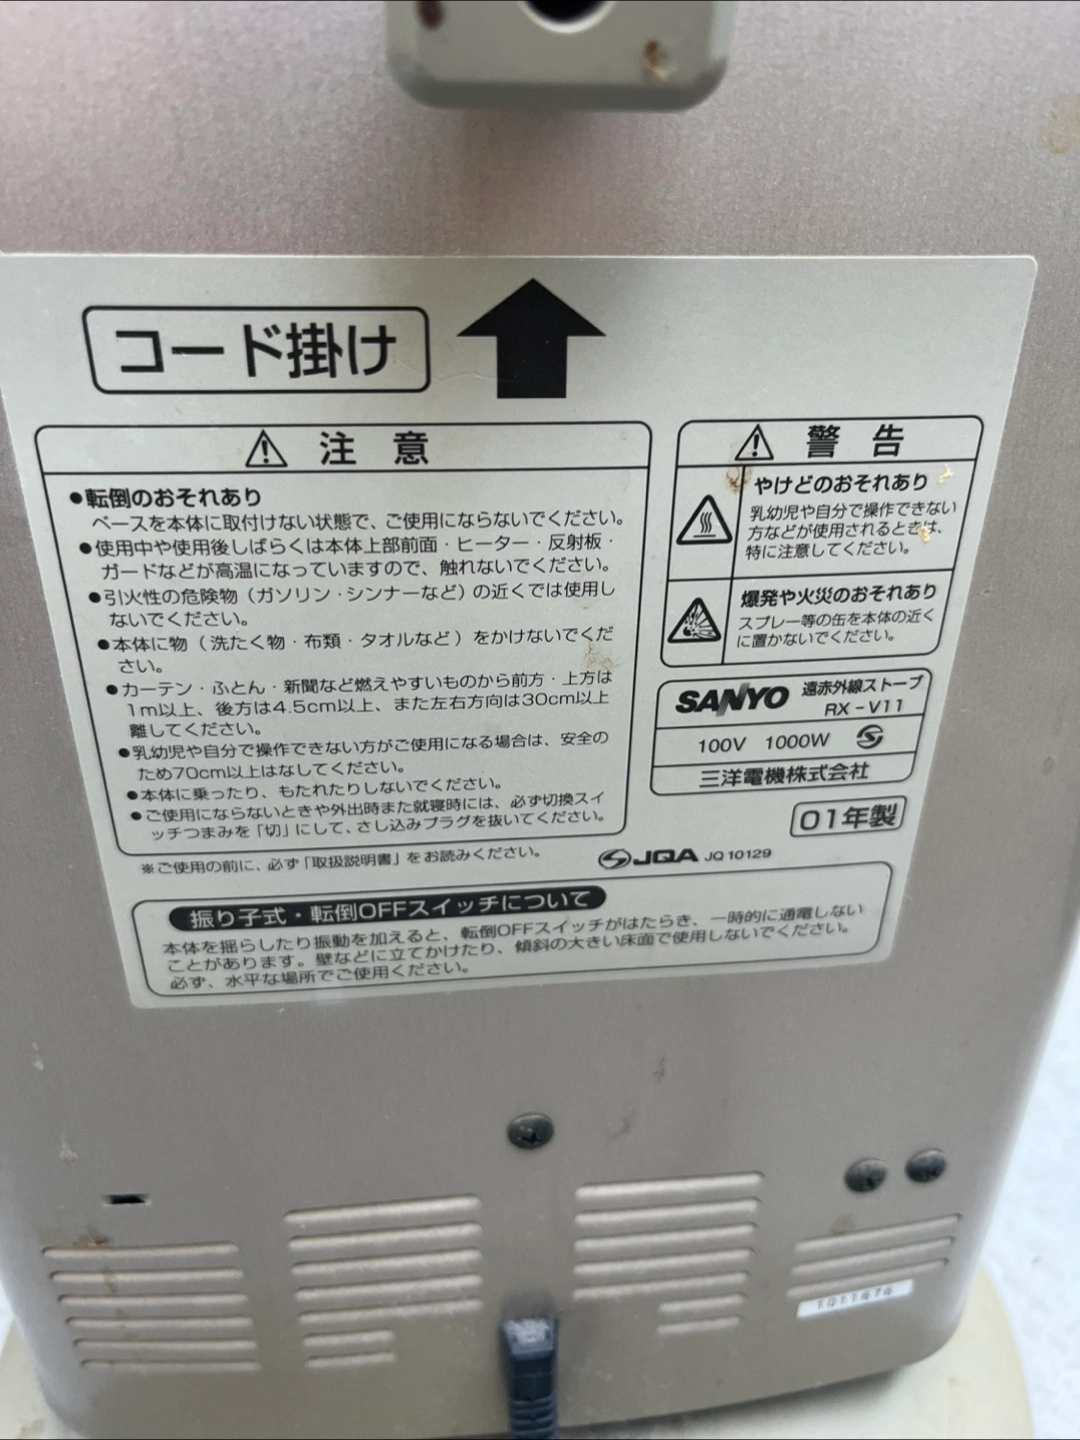 コード掛け
注意
●転倒のおそれあり
ベースを本体に取付けない状態で、ご使用にならないでください。
●使用中や使用後しばらくは本体上部前面・ヒーター・反射板・
ガードなどが高温になっていますので、触れないでください。
●引火性の危険物（ガソリン・シンナーなど）の近くでは使用し
ないでください。
●本体に物（洗たく物・布類・タオルなど）をかけないでくだ
さい。
●カーテン・ふとん・新聞など燃えやすいものから前方・上方は
1m以上、後方は4.5cm以上、また左右方向は30cm以上
離してください。
●乳幼児や自分で操作できない方がご使用になる場合は、安全の
ため70cm以上はなしてください。
●本体に乗ったり、もたれたりしないでください。
●ご使用にならないときや外出時また就寝時には、必ず切換スイ
ッチつまみを「切」にして、さし込みプラグを抜いてください。
※ご使用の前に、必ず「取扱説明書」をお読みください。
警告
やけどのおそれあり
乳幼児や自分で操作できない
方などが使用されるときは、
特に注意してください。
爆発や火災のおそれあり
スプレー等の缶を本体の近く
に置かないでください。
SANYO 遠赤外線ストーブ
RX-V11
100V 1000W
三洋電機株式会社
01年製
JQA JQ10129
振り子式・転倒OFFスイッチについて
本体を揺らしたり振動を加えると、転倒OFFスイッチがはたらき、一時的に通電しない
ことがあります。壁などに立てかけたり、傾斜の大きい床面で使用しないでください。
必ず、水平な場所でご使用ください。